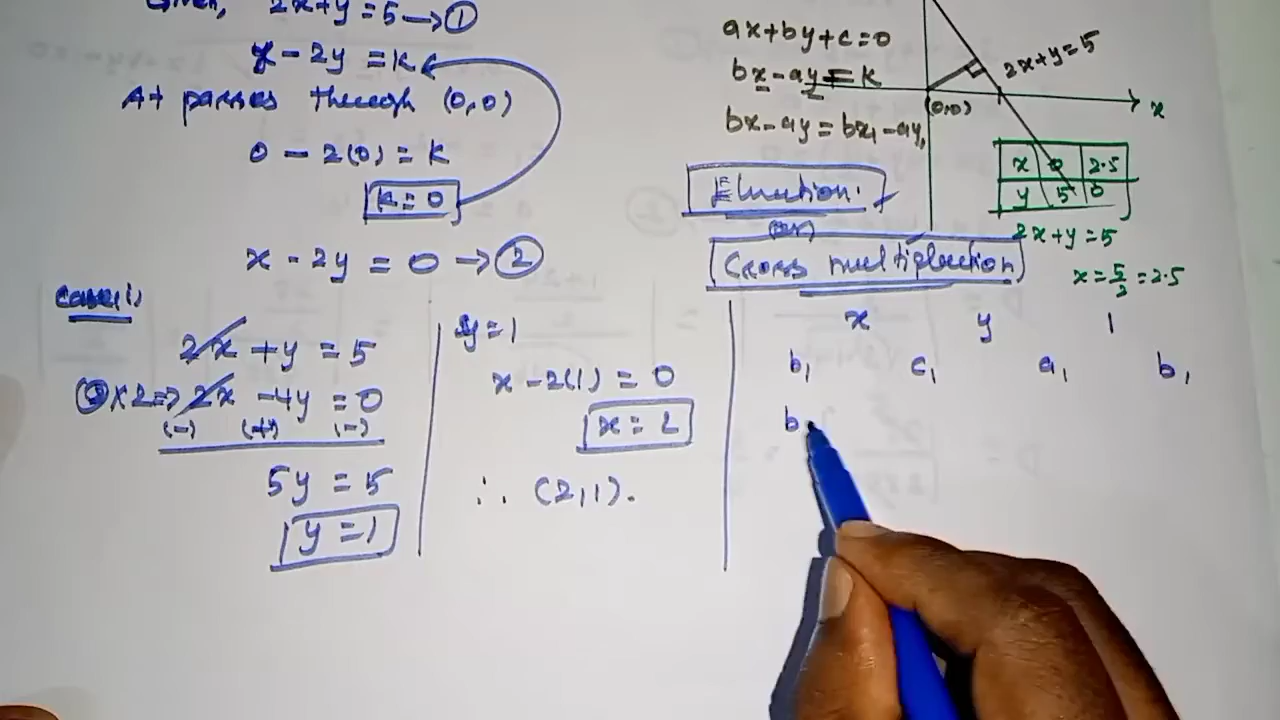 Given, 2x+y=5 → ①
x - 2y = k
At passes through (0,0)
0 - 2(0) = k
k=0
x - 2y = 0 → ②
case(i)
2x + y = 5
②x2=> 2x - 4y = 0
(-) (+) (-)
5y = 5
y=1
y=1
x - 2(1) = 0
x = 2
∴ (2,1).
ax+by+c=0
bx-ay=k
bx-ay=bx1-ay1
2x+y=5
(0,0)
x
x 0 2.5
y 5 0
2x+y=5
x=5/2=2.5
(or)
Cross multiplication
x y 1
b1 c1 a1 b1
b